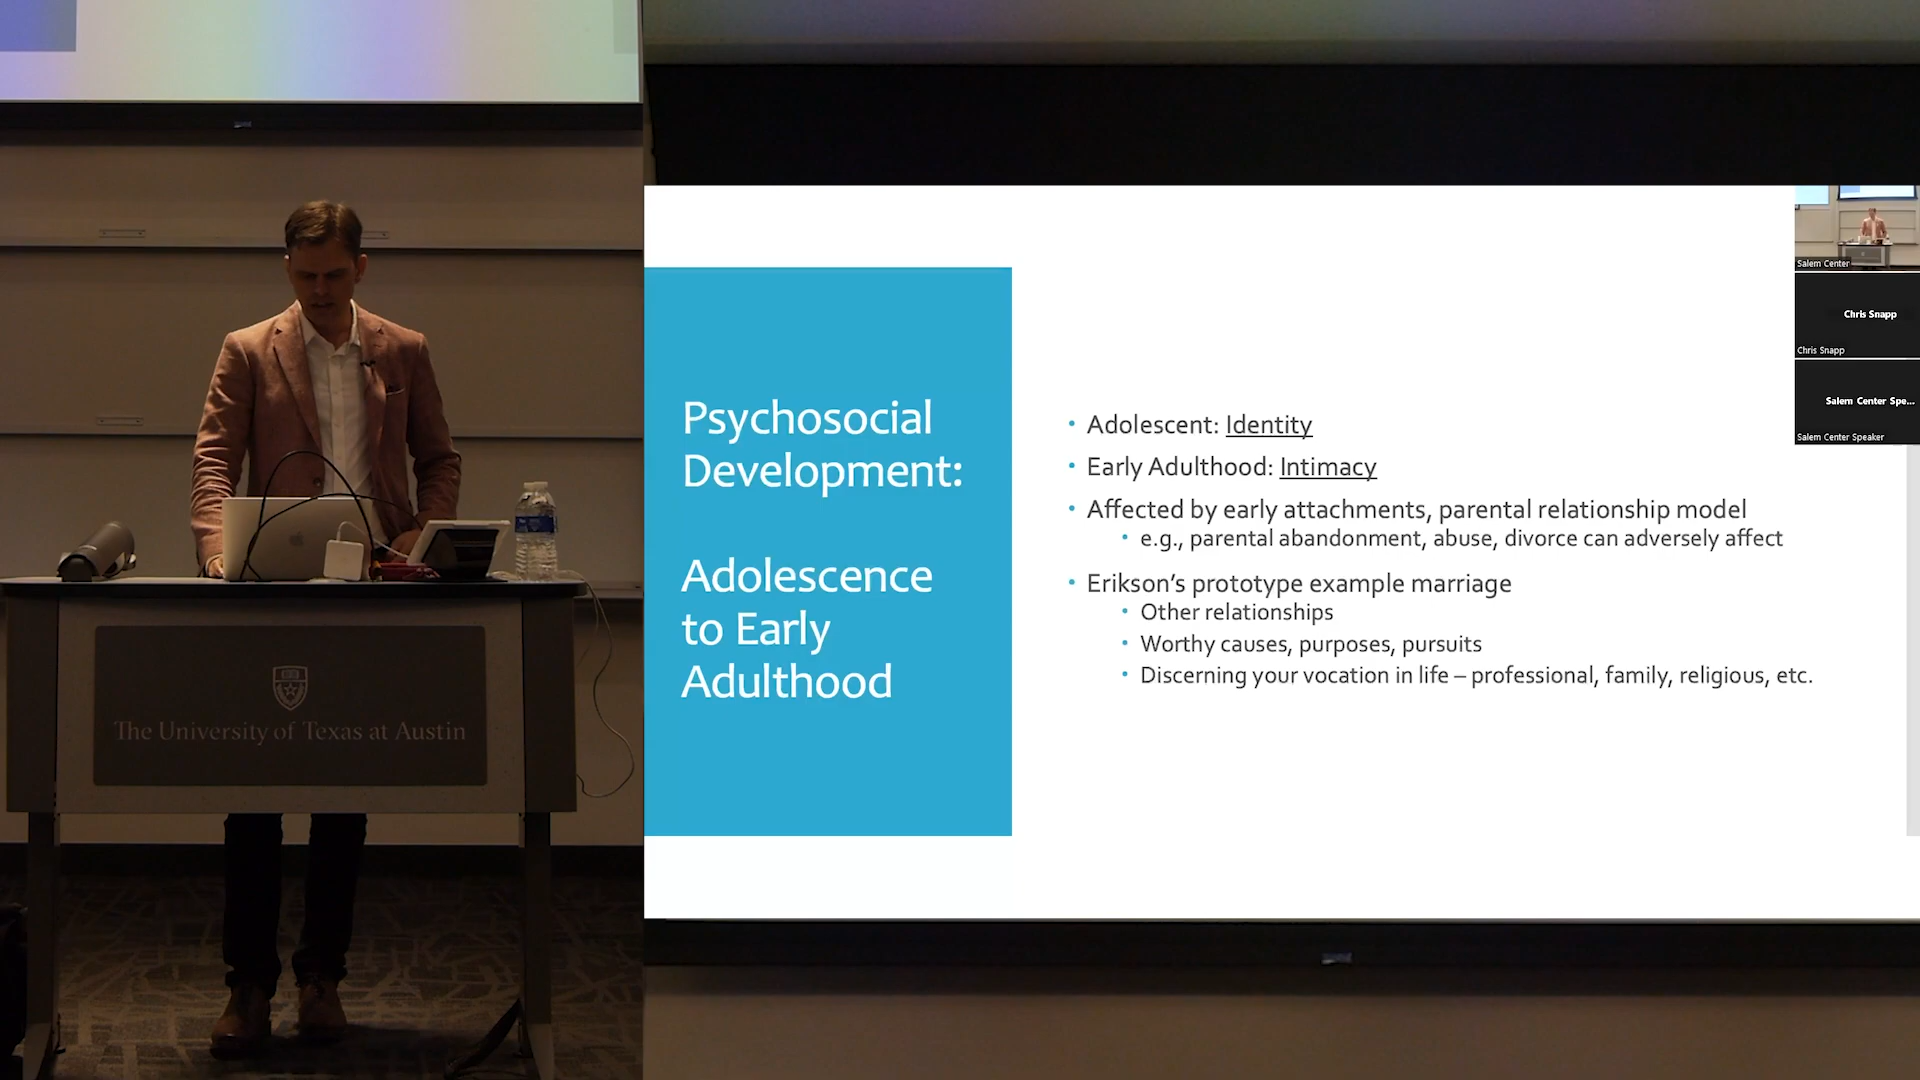 The University of Texas at Austin
Psychosocial
Development:
Adolescence
to Early
Adulthood
• Adolescent: Identity
• Early Adulthood: Intimacy
• Affected by early attachments, parental relationship model
• e.g., parental abandonment, abuse, divorce can adversely affect
• Erikson's prototype example marriage
• Other relationships
• Worthy causes, purposes, pursuits
• Discerning your vocation in life – professional, family, religious, etc.
Salem Center
Chris Snapp
Chris Snapp
Salem Center Spe...
Salem Center Speaker